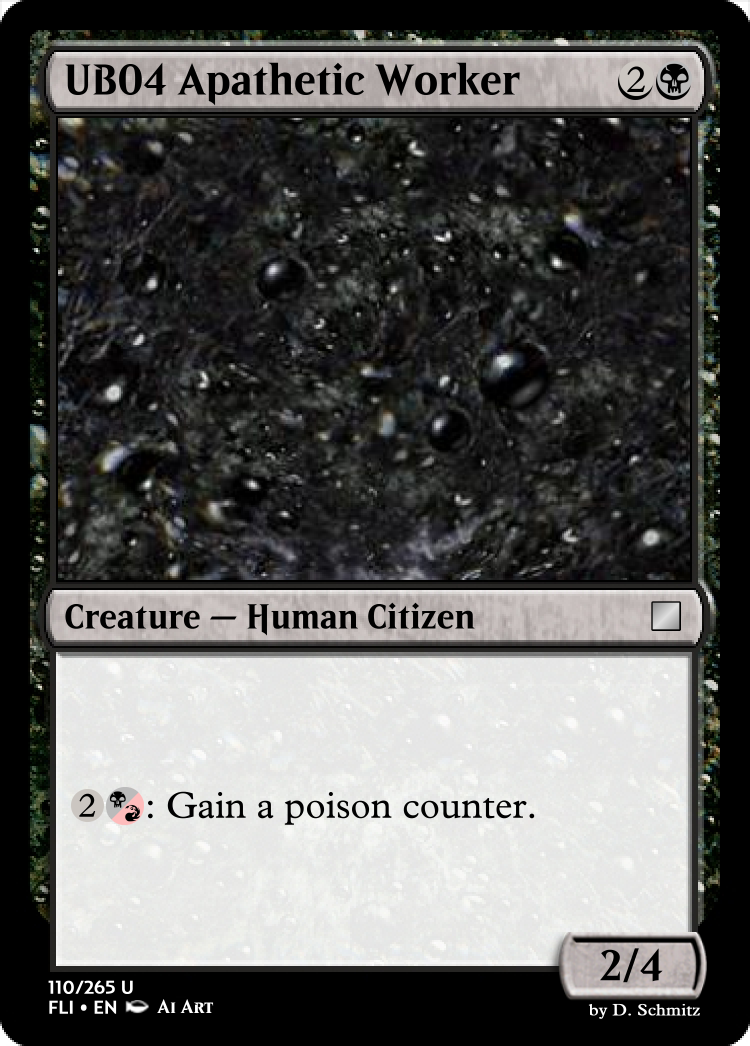 UB04 Apathetic Worker 2
Creature — Human Citizen
2 : Gain a poison counter.
2/4
110/265 U
FLI • EN AI ART
by D. Schmitz